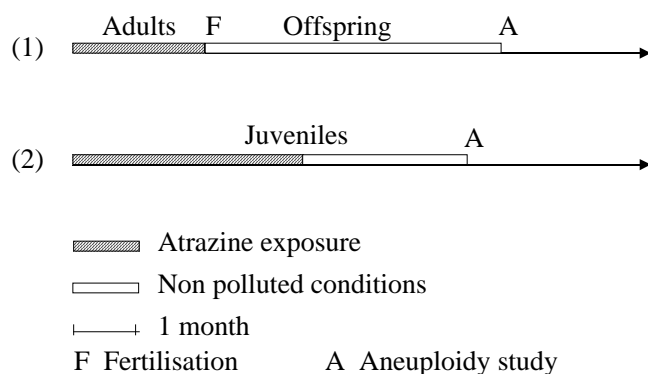 Adults F Offspring A
(1)
Juveniles A
(2)
Atrazine exposure
Non polluted conditions
1 month
F Fertilisation A Aneuploidy study